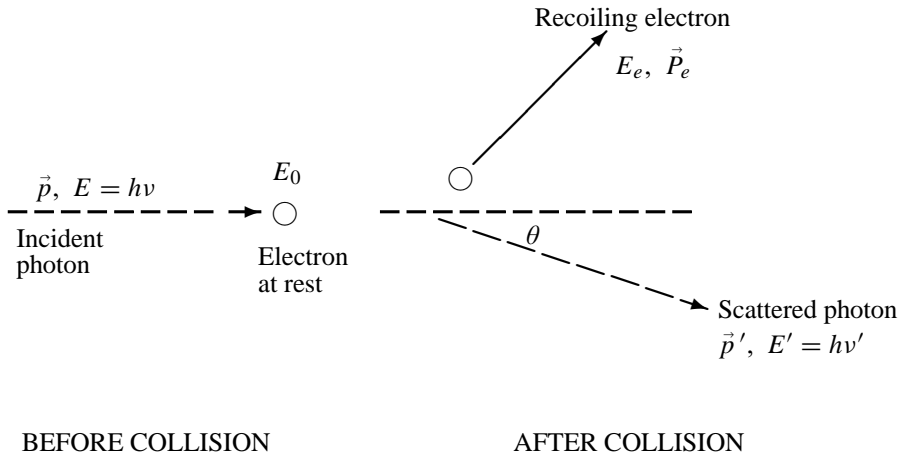 Recoiling electron
E_e, \vec{P}_e
E_0
\vec{p}, E = hν
Incident
photon
Electron
at rest
θ
Scattered photon
\vec{p}′, E′ = hν′
BEFORE COLLISION
AFTER COLLISION